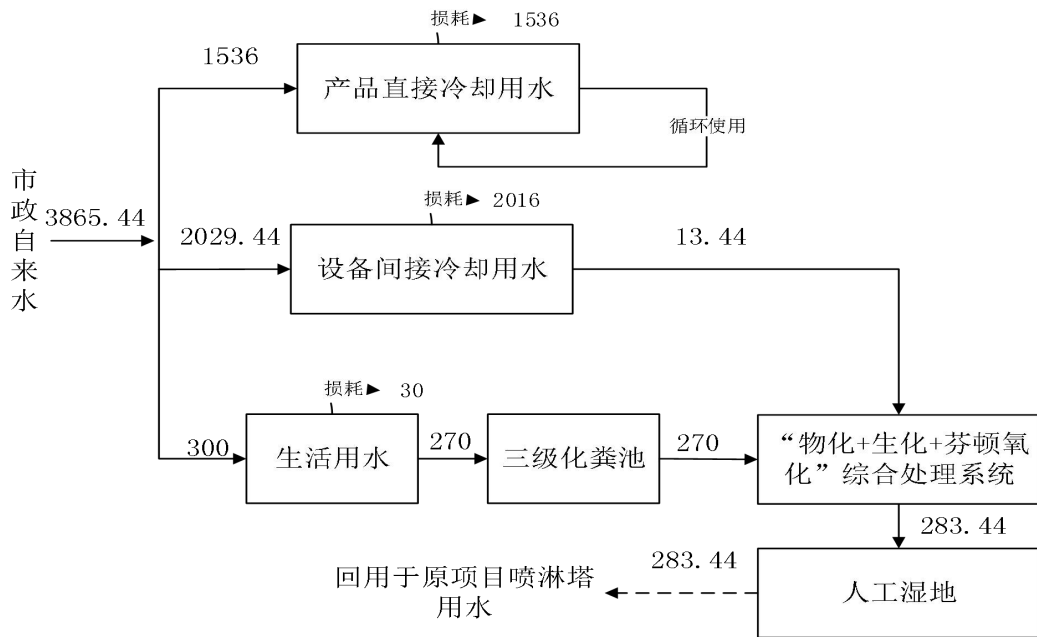 损耗 1536
1536
产品直接冷却用水
循环使用
市政自来水
3865.44
损耗 2016
2029.44
设备间接冷却用水
13.44
损耗 30
300
生活用水
270
三级化粪池
270
“物化+生化+芬顿氧
化”综合处理系统
283.44
283.44
回用于原项目喷淋塔
用水
人工湿地